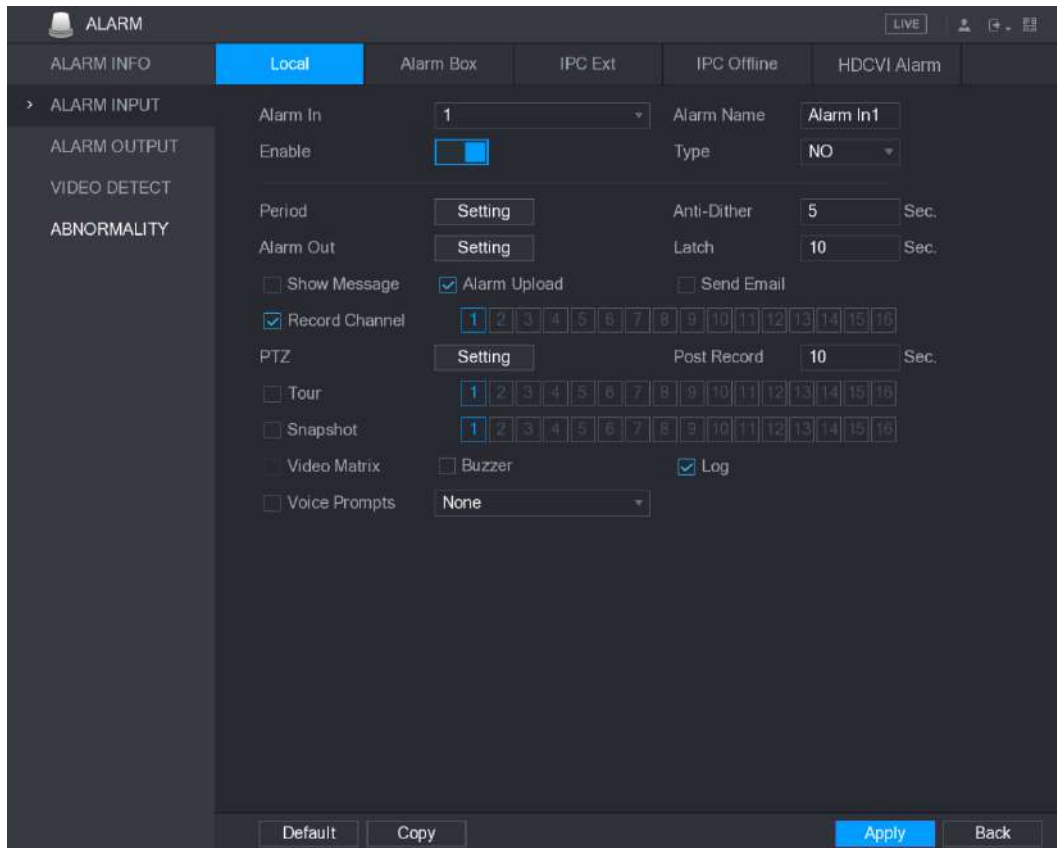 ALARM LIVE
ALARM INFO
ALARM INPUT
ALARM OUTPUT
VIDEO DETECT
ABNORMALITY
Local Alarm Box IPC Ext IPC Offline HDCVI Alarm
Alarm In 1 Alarm Name Alarm In1
Enable Type NO
Period Setting Anti-Dither 5 Sec.
Alarm Out Setting Latch 10 Sec.
Show Message Alarm Upload Send Email
Record Channel 1 2 3 4 5 6 7 8 9 10 11 12 13 14 15 16
PTZ Setting Post Record 10 Sec.
Tour 1 2 3 4 5 6 7 8 9 10 11 12 13 14 15 16
Snapshot 1 2 3 4 5 6 7 8 9 10 11 12 13 14 15 16
Video Matrix Buzzer Log
Voice Prompts None
Default Copy Apply Back